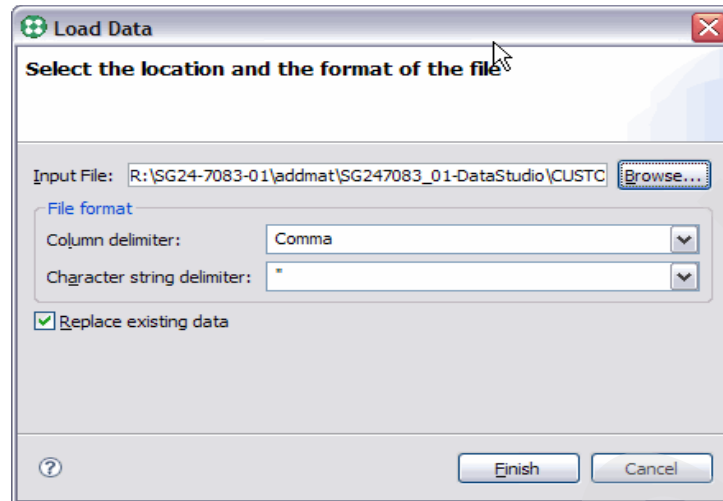 Load Data
Select the location and the format of the file
Input File: R:\SG24-7083-01\addmat\SG247083_01-DataStudio\CUSTC Browse...
File format
Column delimiter: Comma
Character string delimiter: "
Replace existing data
? Finish Cancel